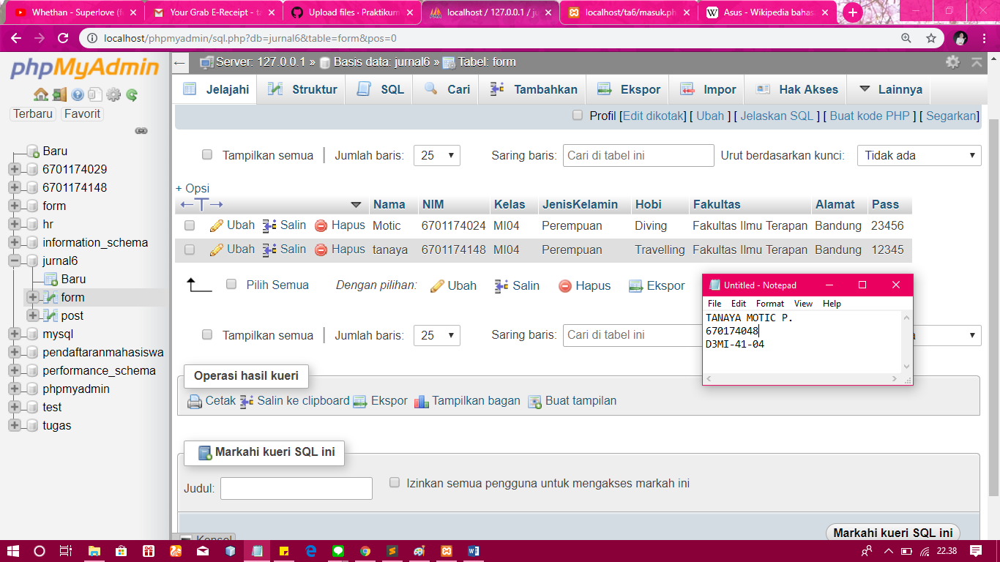 Whethan - Superlove (f
Your Grab E-Receipt - ta
Upload files · Praktikum
localhost / 127.0.0.1 / ju
localhost/ta6/masuk.ph
Asus - Wikipedia bahas
localhost/phpmyadmin/sql.php?db=jurnal6&table=form&pos=0
phpMyAdmin
Terbaru Favorit
Baru
6701174029
6701174148
form
hr
information_schema
jurnal6
Baru
form
post
mysql
pendaftaranmahasiswa
performance_schema
phpmyadmin
test
tugas
Server: 127.0.0.1 » Basis data: jurnal6 » Tabel: form
Jelajahi Struktur SQL Cari Tambahkan Ekspor Impor Hak Akses Lainnya
Profil [Edit dikotak] [ Ubah ] [ Jelaskan SQL ] [ Buat kode PHP ] [ Segarkan]
Tampilkan semua Jumlah baris: 25 Saring baris: Cari di tabel ini Urut berdasarkan kunci: Tidak ada
+ Opsi
Nama NIM Kelas JenisKelamin Hobi Fakultas Alamat Pass
Ubah Salin Hapus Motic 6701174024 MI04 Perempuan Diving Fakultas Ilmu Terapan Bandung 23456
Ubah Salin Hapus tanaya 6701174148 MI04 Perempuan Travelling Fakultas Ilmu Terapan Bandung 12345
Pilih Semua Dengan pilihan: Ubah Salin Hapus Ekspor
Tampilkan semua Jumlah baris: 25 Saring baris: Cari di tabel ini
Untitled - Notepad
File Edit Format View Help
TANAYA MOTIC P.
670174048
D3MI-41-04
Operasi hasil kueri
Cetak Salin ke clipboard Ekspor Tampilkan bagan Buat tampilan
Markahi kueri SQL ini
Judul: Izinkan semua pengguna untuk mengakses markah ini
Markahi kueri SQL ini
Konsol
22.38